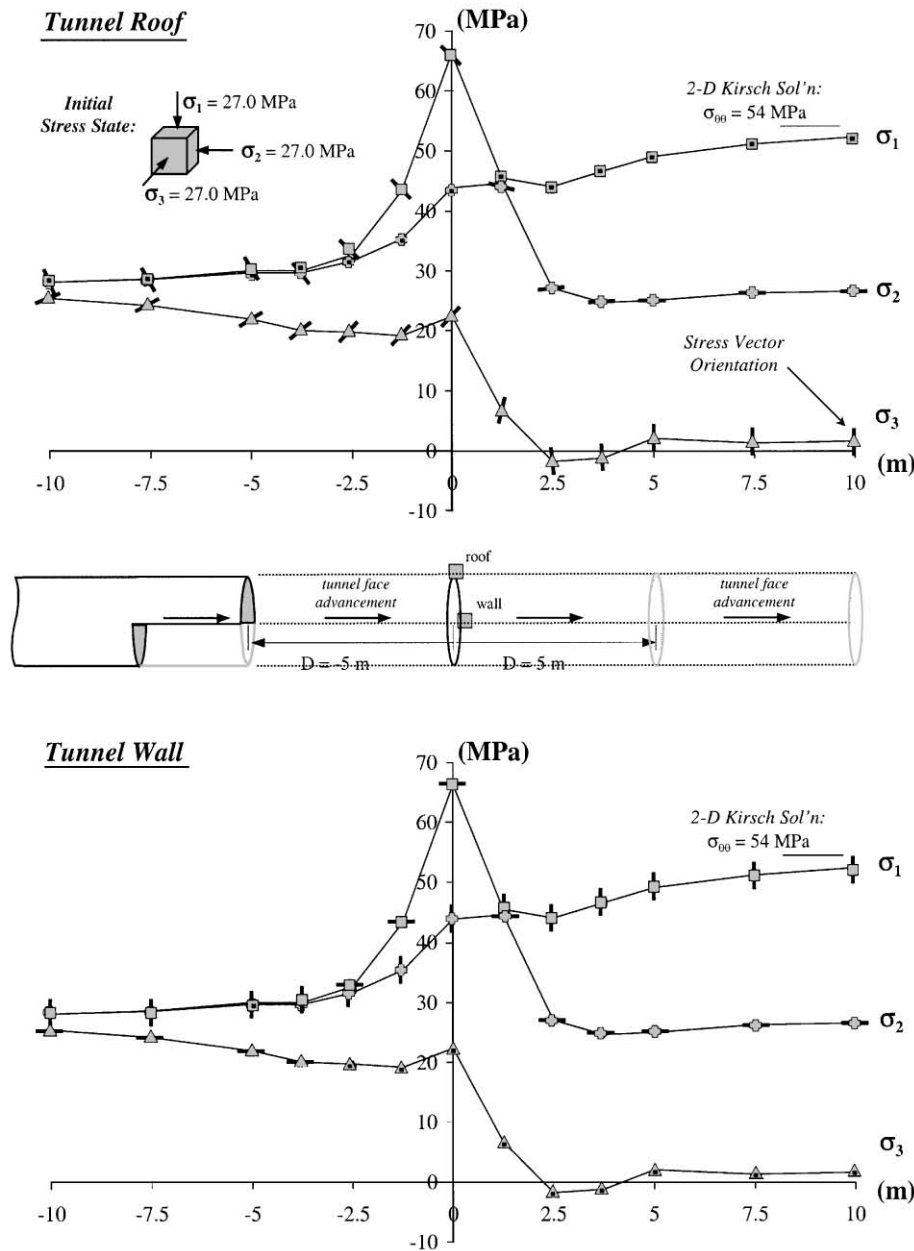 Tunnel Roof
(MPa)
70
60
50
40
30
20
10
0
-10
Initial
Stress State:
σ1 = 27.0 MPa
σ2 = 27.0 MPa
σ3 = 27.0 MPa
2-D Kirsch Sol'n:
σθθ = 54 MPa
σ1
σ2
Stress Vector
Orientation
σ3
(m)
-10 -7.5 -5 -2.5 0 2.5 5 7.5 10
roof
tunnel face
advancement
wall
tunnel face
advancement
D = -5 m
D = 5 m
Tunnel Wall
(MPa)
70
60
50
40
30
20
10
0
-10
2-D Kirsch Sol'n:
σθθ = 54 MPa
σ1
σ2
σ3
(m)
-10 -7.5 -5 -2.5 0 2.5 5 7.5 10